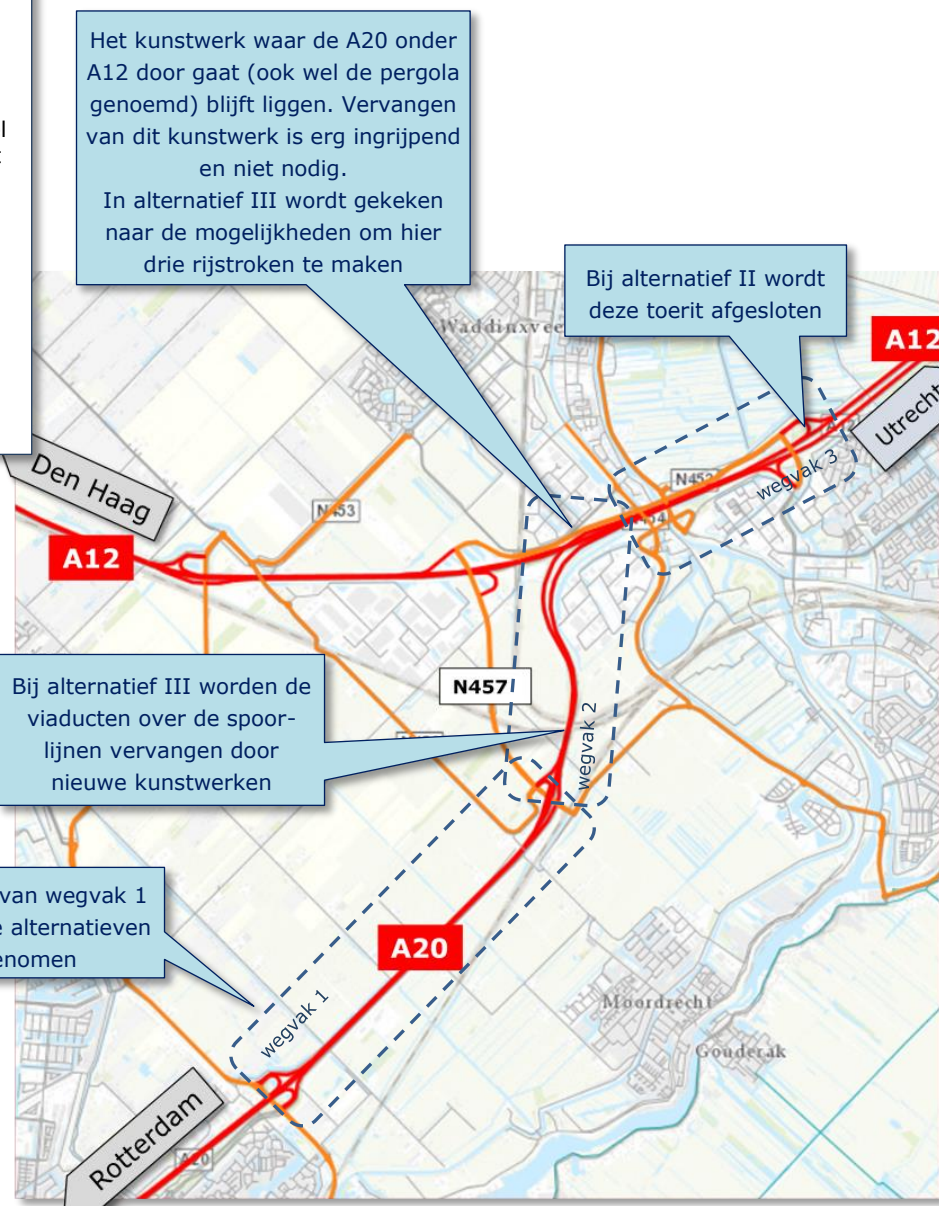 Het kunstwerk waar de A20 onder
A12 door gaat (ook wel de pergola
genoemd) blijft liggen. Vervangen
van dit kunstwerk is erg ingrijpend
en niet nodig.
In alternatief III wordt gekeken
naar de mogelijkheden om hier
drie rijstroken te maken
Bij alternatief II wordt
deze toerit afgesloten
A12
Utrecht
wegvak 3
Den Haag
N453
A12
N457
Bij alternatief III worden de
viaducten over de spoor-
lijnen vervangen door
nieuwe kunstwerken
wegvak 2
van wegvak 1
alternatieven
A20
wegvak 1
Moordrecht
Gouderak
Rotterdam
A20